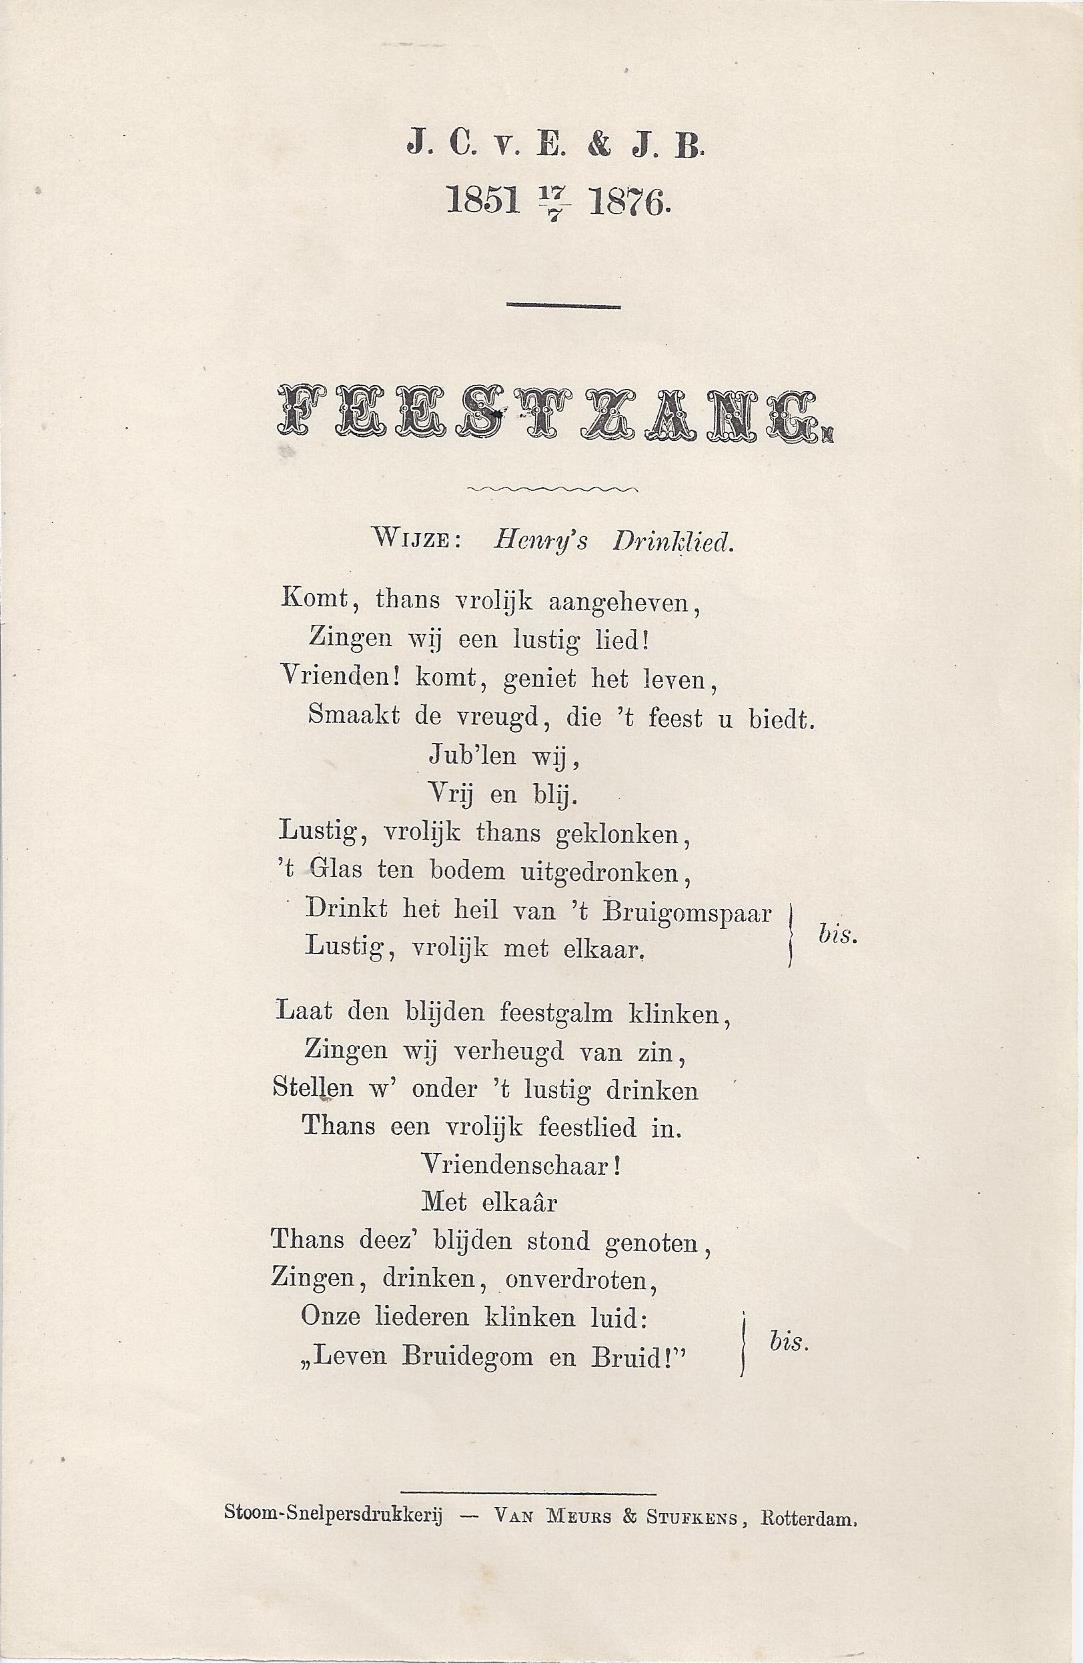 J. C. v. E. & J. B.
1851 17/7 1876.
FEESTZANG.
WIJZE: Henry's Drinklied.
Komt, thans vrolijk aangeheven,
Zingen wij een lustig lied!
Vrienden! komt, geniet het leven,
Smaakt de vreugd, die 't feest u biedt.
Jub'len wij,
Vrij en blij.
Lustig, vrolijk thans geklonken,
't Glas ten bodem uitgedronken,
Drinkt het heil van 't Bruigomspaar
Lustig, vrolijk met elkaar.
bis.
Laat den blijden feestgalm klinken,
Zingen wij verheugd van zin,
Stellen w' onder 't lustig drinken
Thans een vrolijk feestlied in.
Vriendenschaar!
Met elkaâr
Thans deez' blijden stond genoten,
Zingen, drinken, onverdroten,
Onze liederen klinken luid:
„Leven Bruidegom en Bruid!”
bis.
Stoom-Snelpersdrukkerij — VAN MEURS & STUFKENS, Rotterdam.